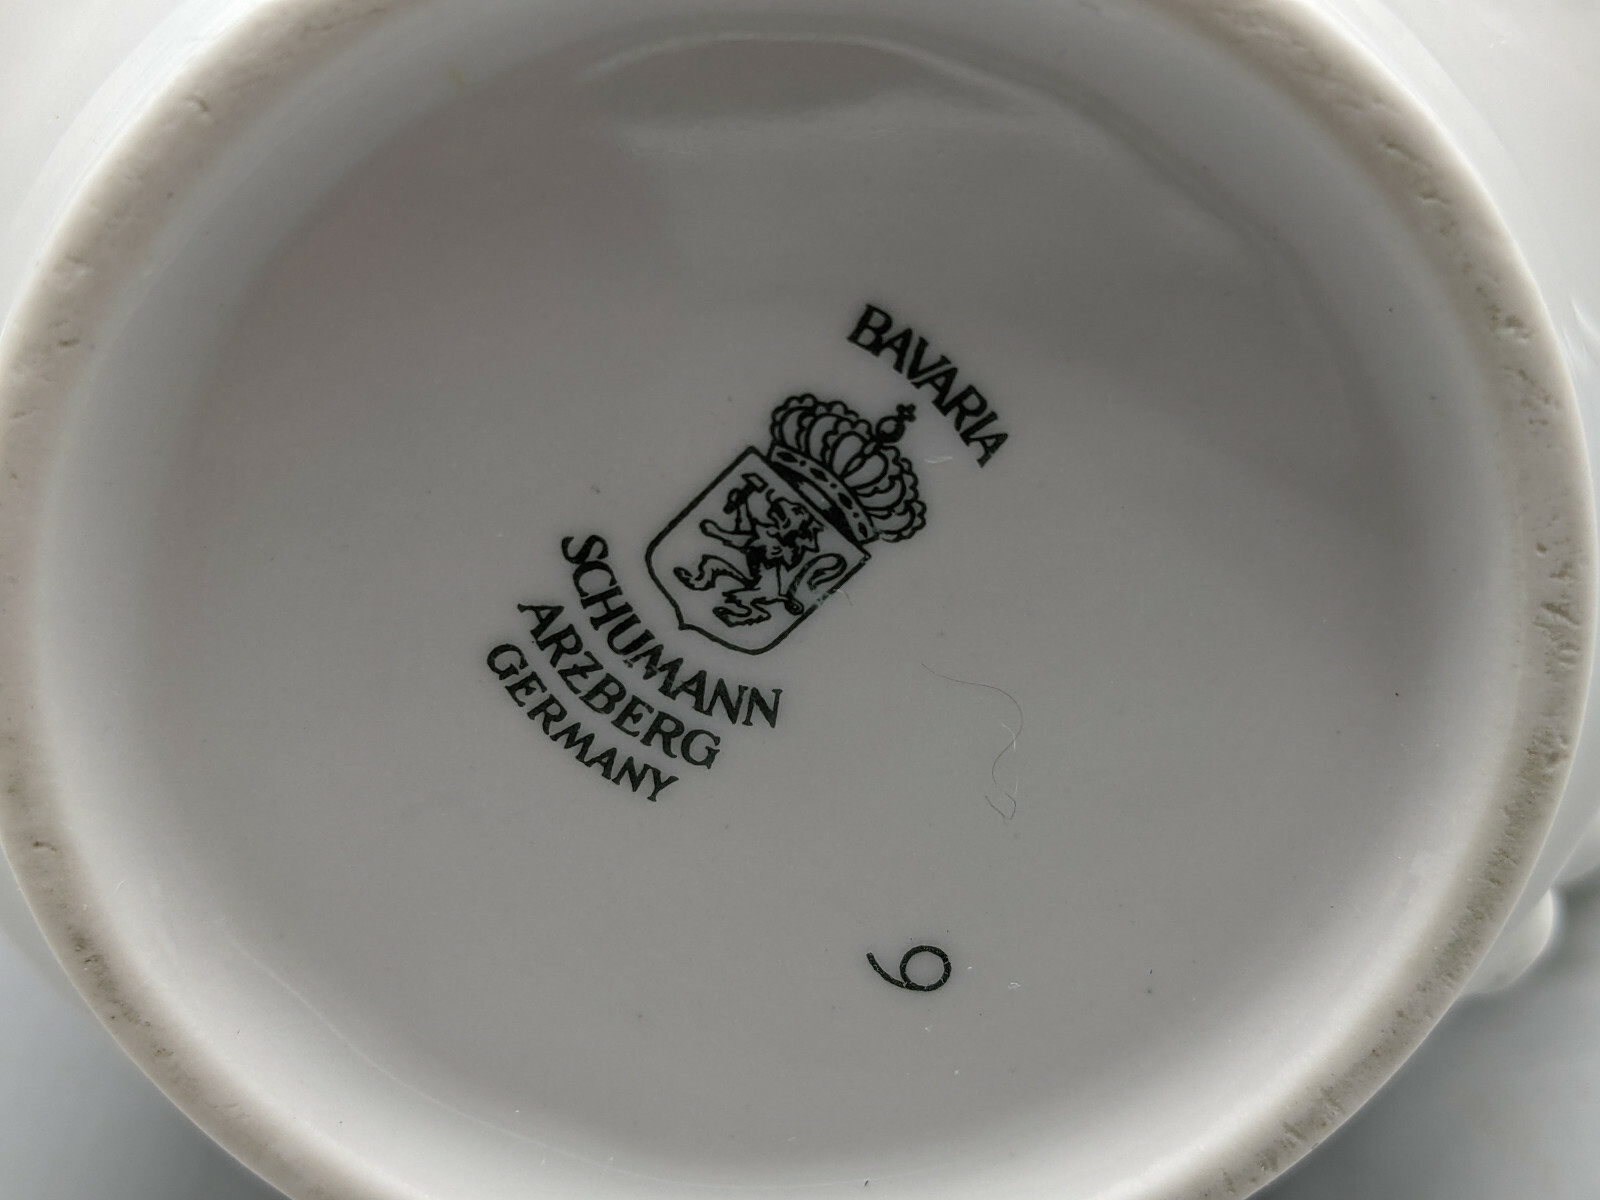 BAVARIA
SCHUMANN
ARZBERG
GERMANY
9